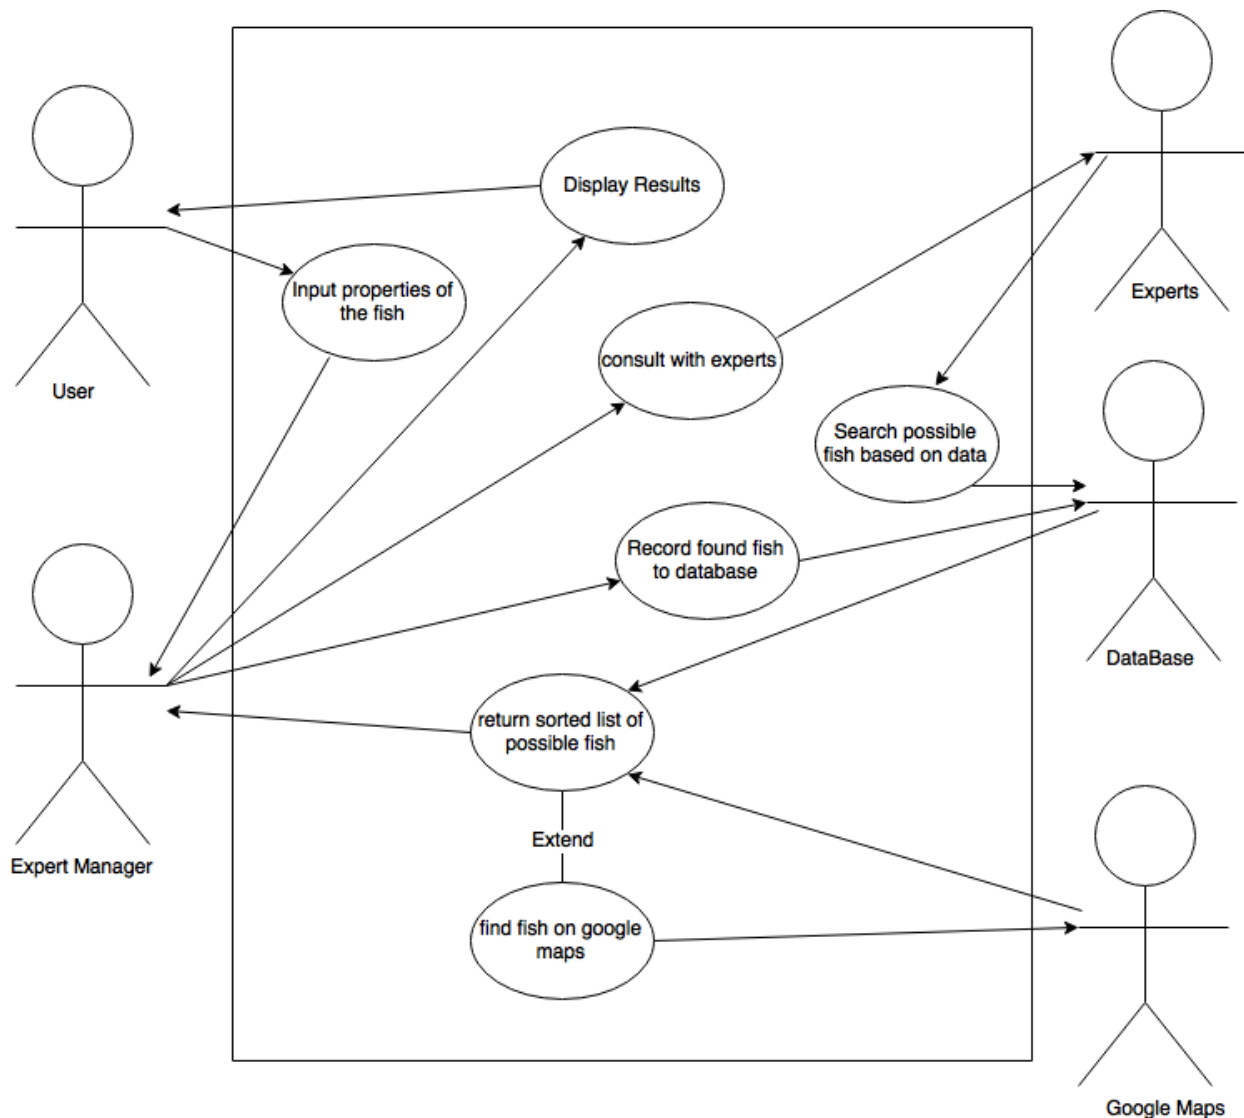 Display Results
Input properties of
the fish
User
Experts
consult with experts
Search possible
fish based on data
Record found fish
to database
DataBase
return sorted list of
possible fish
Expert Manager
Extend
find fish on google
maps
Google Maps